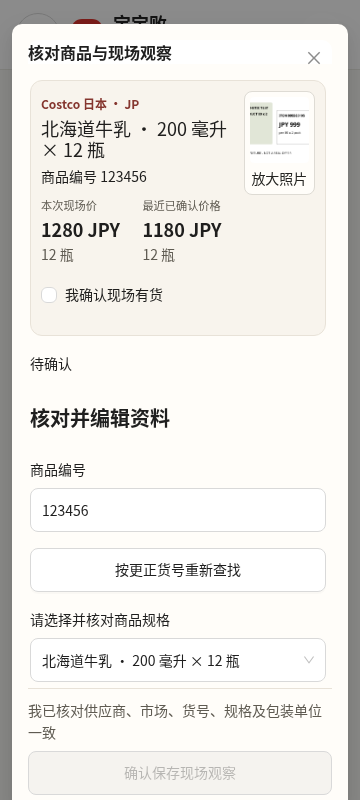 核对商品与现场观察
Costco 日本 · JP
北海道牛乳 · 200 毫升
× 12 瓶
商品编号 123456
JPY 999
放大照片
本次现场价
最近已确认价格
1280 JPY
1180 JPY
12 瓶
12 瓶
我确认现场有货
待确认
核对并编辑资料
商品编号
123456
按更正货号重新查找
请选择并核对商品规格
北海道牛乳 · 200 毫升 × 12 瓶
我已核对供应商、市场、货号、规格及包装单位
一致
确认保存现场观察